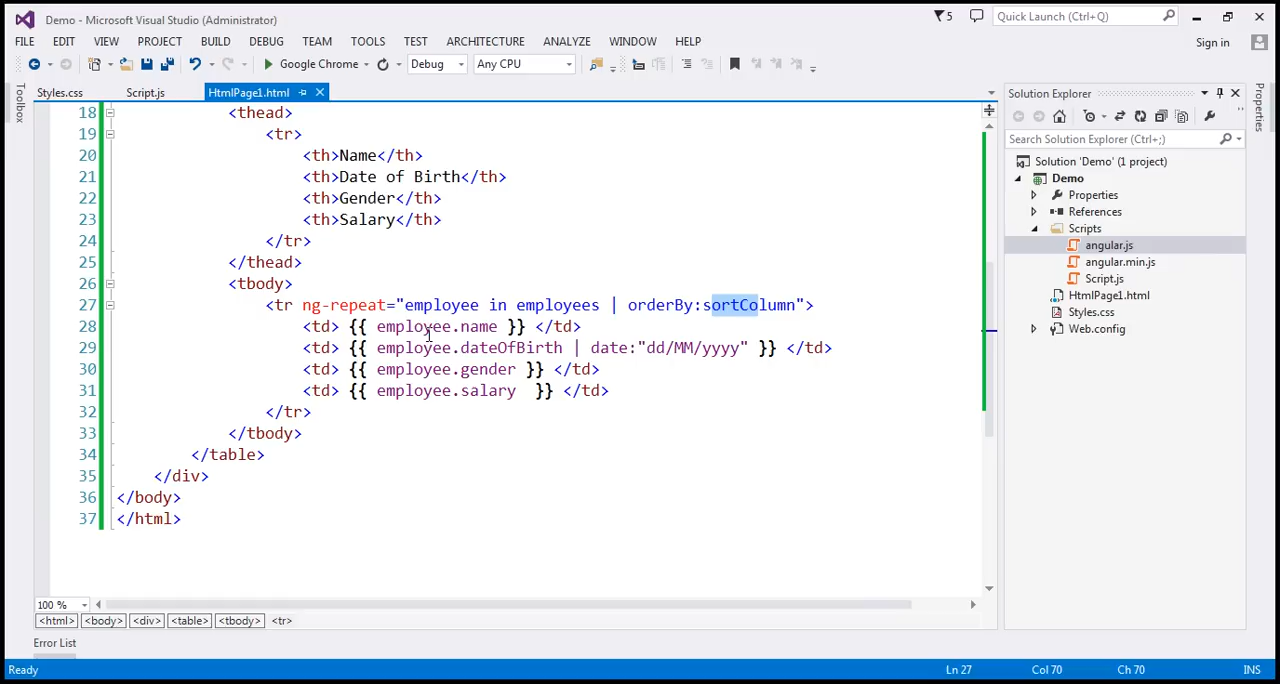 Demo - Microsoft Visual Studio (Administrator)
5
Quick Launch (Ctrl+Q)
FILE EDIT VIEW PROJECT BUILD DEBUG TEAM TOOLS TEST ARCHITECTURE ANALYZE WINDOW HELP
Sign in
Google Chrome Debug Any CPU
Toolbox
Styles.css Script.js HtmlPage1.html
18 <thead>
19 <tr>
20 <th>Name</th>
21 <th>Date of Birth</th>
22 <th>Gender</th>
23 <th>Salary</th>
24 </tr>
25 </thead>
26 <tbody>
27 <tr ng-repeat="employee in employees | orderBy:sortColumn">
28 <td> {{ employee.name }} </td>
29 <td> {{ employee.dateOfBirth | date:"dd/MM/yyyy" }} </td>
30 <td> {{ employee.gender }} </td>
31 <td> {{ employee.salary  }} </td>
32 </tr>
33 </tbody>
34 </table>
35 </div>
36 </body>
37 </html>
100 %
<html> <body> <div> <table> <tbody> <tr>
Error List
Solution Explorer
Search Solution Explorer (Ctrl+;)
Solution 'Demo' (1 project)
Demo
Properties
References
Scripts
angular.js
angular.min.js
Script.js
HtmlPage1.html
Styles.css
Web.config
Properties
Ready Ln 27 Col 70 Ch 70 INS